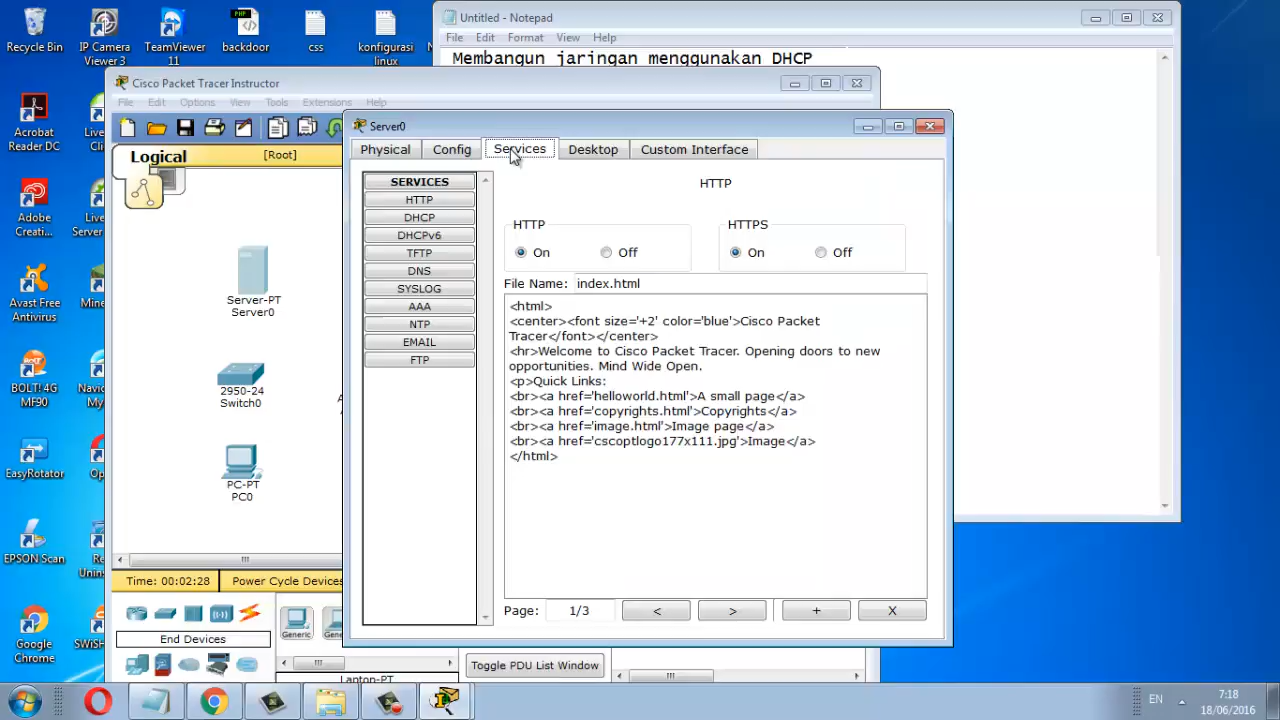 Recycle Bin
IP Camera
Viewer 3
TeamViewer
11
PHP
backdoor
css
konfigurasi
linux
Acrobat
Reader DC
Adobe
Creati...
Live
Server
Avast Free
Antivirus
BOLT! 4G
MF90
EasyRotator
EPSON Scan
Google
Chrome
Untitled - Notepad
File Edit Format View Help
Membangun jaringan menggunakan DHCP
Cisco Packet Tracer Instructor
File Edit Options View Tools Extensions Help
Logical
[Root]
Server-PT
Server0
2950-24
Switch0
PC-PT
PC0
Time: 00:02:28
Power Cycle Devices
End Devices
Generic
Generic
Laptop-PT
Toggle PDU List Window
Server0
Physical
Config
Services
Desktop
Custom Interface
SERVICES
HTTP
DHCP
DHCPv6
TFTP
DNS
SYSLOG
AAA
NTP
EMAIL
FTP
HTTP
HTTP
On
Off
HTTPS
On
Off
File Name: index.html
<html>
<center><font size='+2' color='blue'>Cisco Packet
Tracer</font></center>
<hr>Welcome to Cisco Packet Tracer. Opening doors to new
opportunities. Mind Wide Open.
<p>Quick Links:
<br><a href='helloworld.html'>A small page</a>
<br><a href='copyrights.html'>Copyrights</a>
<br><a href='image.html'>Image page</a>
<br><a href='cscoptlogo177x111.jpg'>Image</a>
</html>
Page: 1/3 < > + X
EN
7:18
18/06/2016